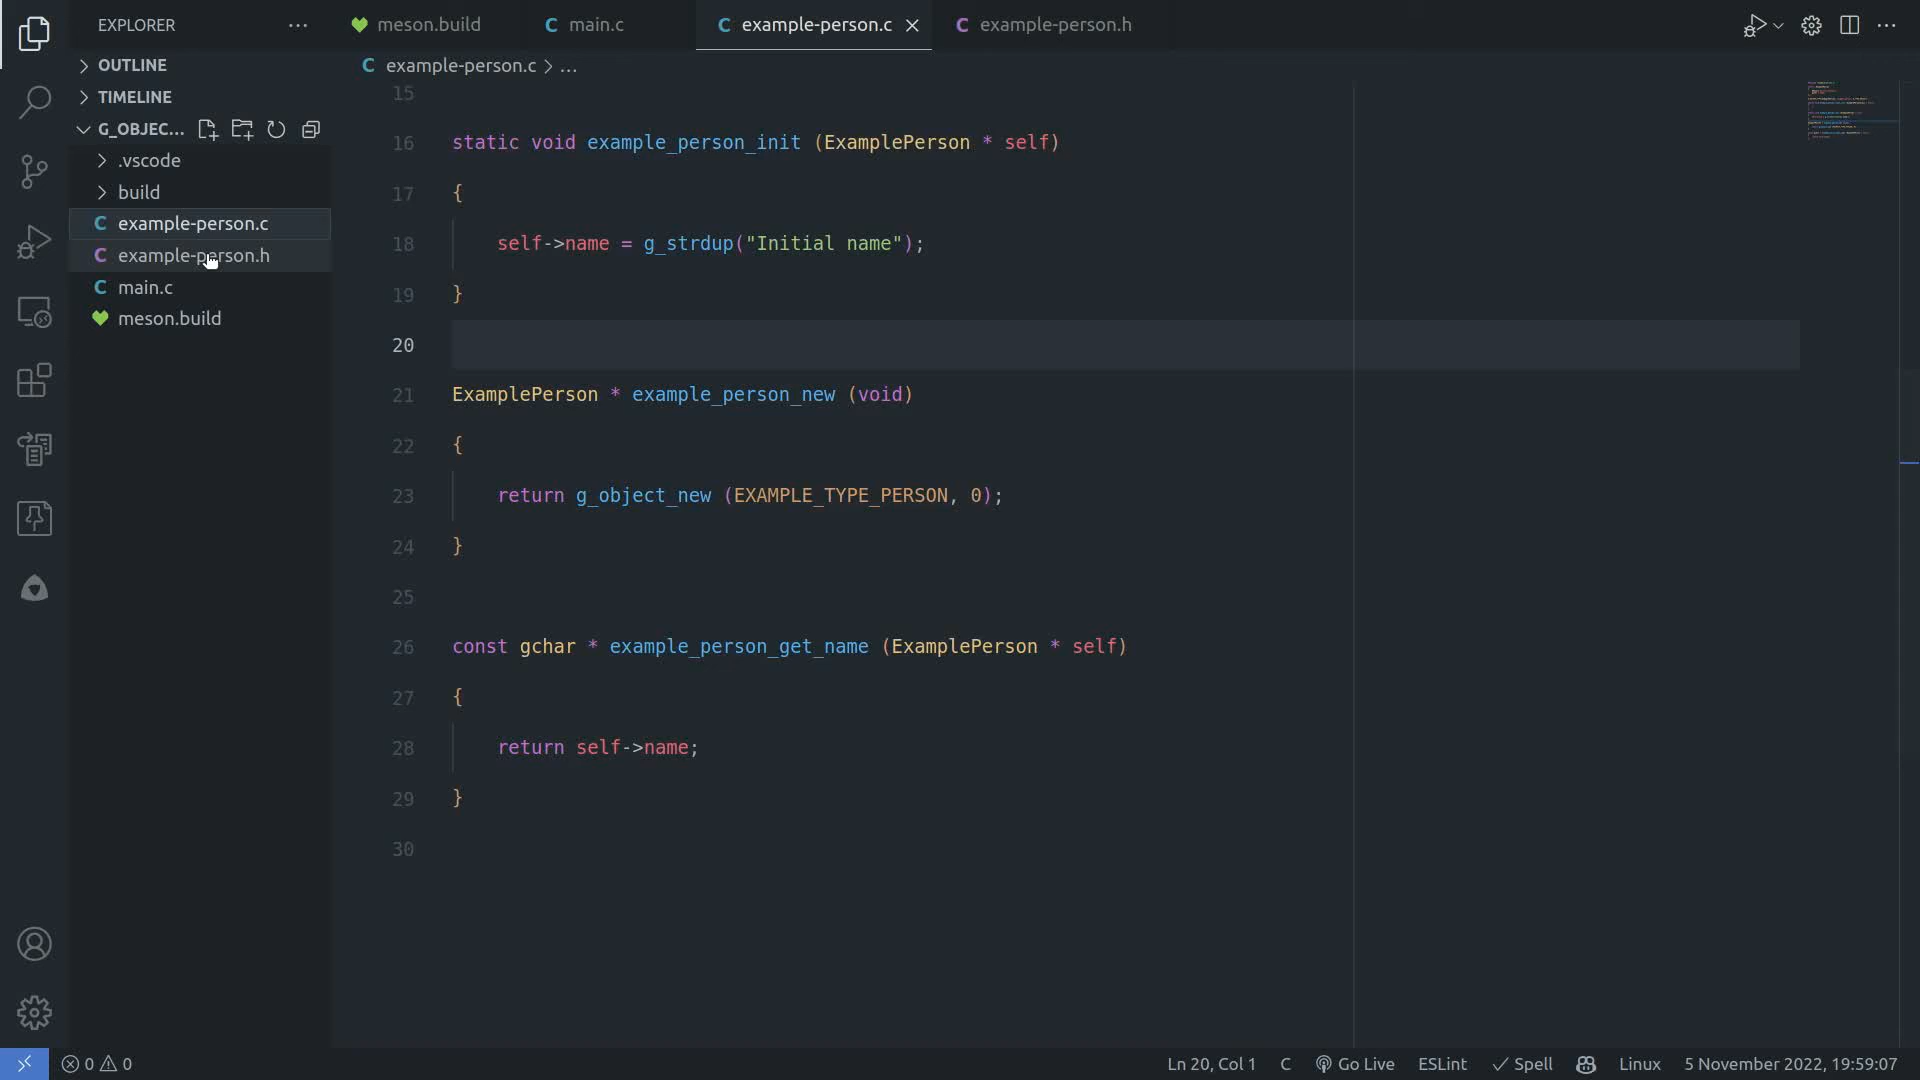 EXPLORER
meson.build
main.c
example-person.c
example-person.h
OUTLINE
TIMELINE
G_OBJEC...
.vscode
build
C example-person.c
C example-person.h
C main.c
meson.build
C example-person.c > ...
15
16 static void example_person_init (ExamplePerson * self)
17 {
18 self->name = g_strdup("Initial name");
19 }
20
21 ExamplePerson * example_person_new (void)
22 {
23 return g_object_new (EXAMPLE_TYPE_PERSON, 0);
24 }
25
26 const gchar * example_person_get_name (ExamplePerson * self)
27 {
28 return self->name;
29 }
30
0 0
Ln 20, Col 1
C
Go Live
ESLint
Spell
Linux
5 November 2022, 19:59:07